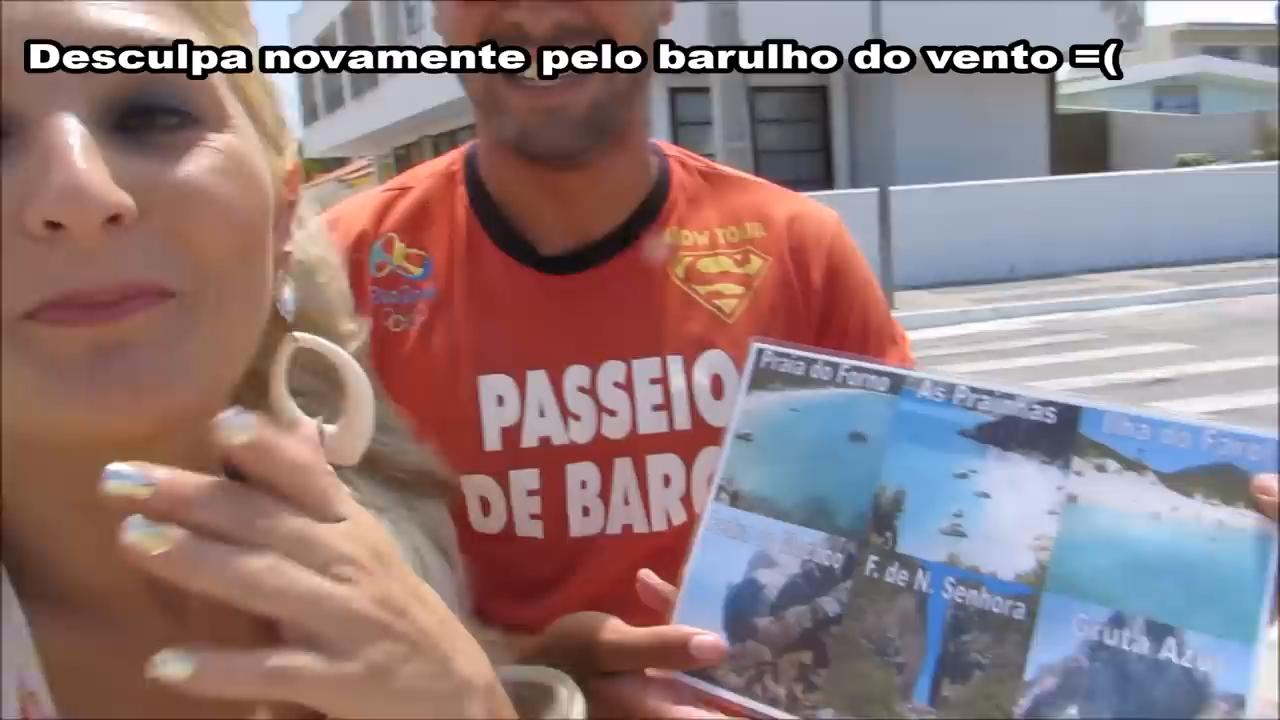 Desculpa novamente pelo barulho do vento =(
PASSEIO
DE BARC
Praia do Forno
As Prainhas
Ilha do Farol
F. de N. Senhora
Gruta Azul